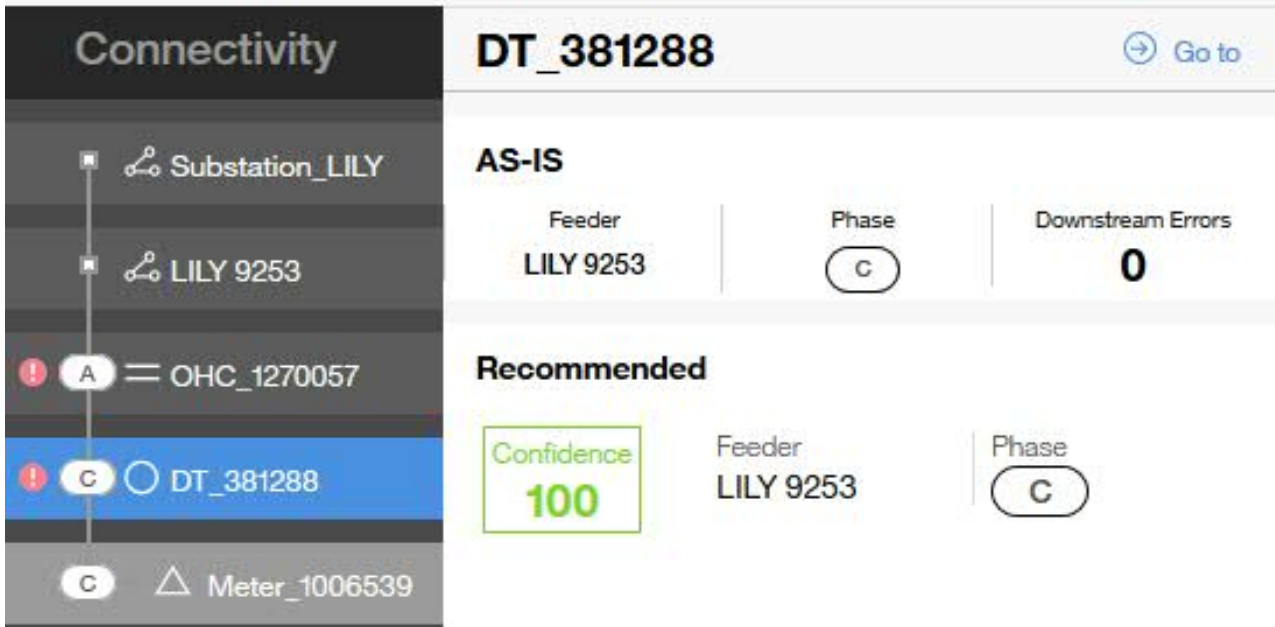 Connectivity
Substation_LILY
LILY 9253
! A OHC_1270057
! C DT_381288
C Meter_1006539
DT_381288
Go to
AS-IS
Feeder Phase Downstream Errors
LILY 9253 C 0
Recommended
Confidence Feeder Phase
100 LILY 9253 C